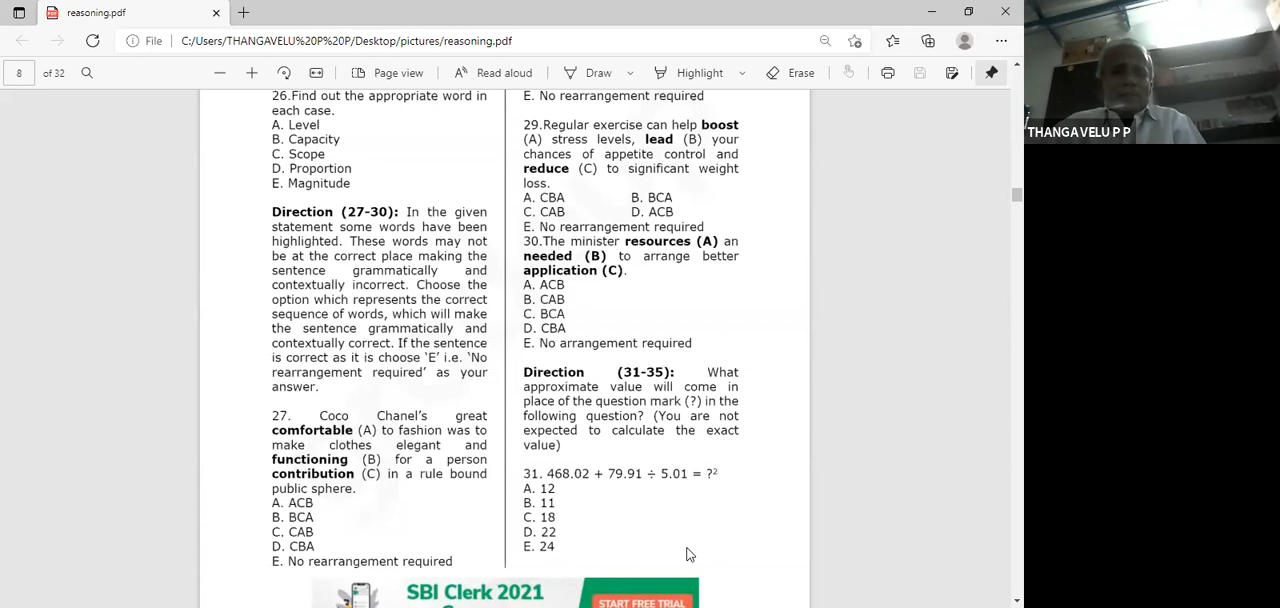 reasoning.pdf
File
C:/Users/THANGAVELU%20P%20P/Desktop/pictures/reasoning.pdf
8 of 32
Page view
Read aloud
Draw
Highlight
Erase
THANGAVELU P P
26.Find out the appropriate word in
each case.
A. Level
B. Capacity
C. Scope
D. Proportion
E. Magnitude
Direction (27-30): In the given
statement some words have been
highlighted. These words may not
be at the correct place making the
sentence grammatically and
contextually incorrect. Choose the
option which represents the correct
sequence of words, which will make
the sentence grammatically and
contextually correct. If the sentence
is correct as it is choose ‘E’ i.e. ‘No
rearrangement required’ as your
answer.
27. Coco Chanel’s great
comfortable (A) to fashion was to
make clothes elegant and
functioning (B) for a person
contribution (C) in a rule bound
public sphere.
A. ACB
B. BCA
C. CAB
D. CBA
E. No rearrangement required
E. No rearrangement required
29.Regular exercise can help boost
(A) stress levels, lead (B) your
chances of appetite control and
reduce (C) to significant weight
loss.
A. CBA B. BCA
C. CAB D. ACB
E. No rearrangement required
30.The minister resources (A) an
needed (B) to arrange better
application (C).
A. ACB
B. CAB
C. BCA
D. CBA
E. No arrangement required
Direction (31-35): What
approximate value will come in
place of the question mark (?) in the
following question? (You are not
expected to calculate the exact
value)
31. 468.02 + 79.91 ÷ 5.01 = ?²
A. 12
B. 11
C. 18
D. 22
E. 24
SBI Clerk 2021
START FREE TRIAL